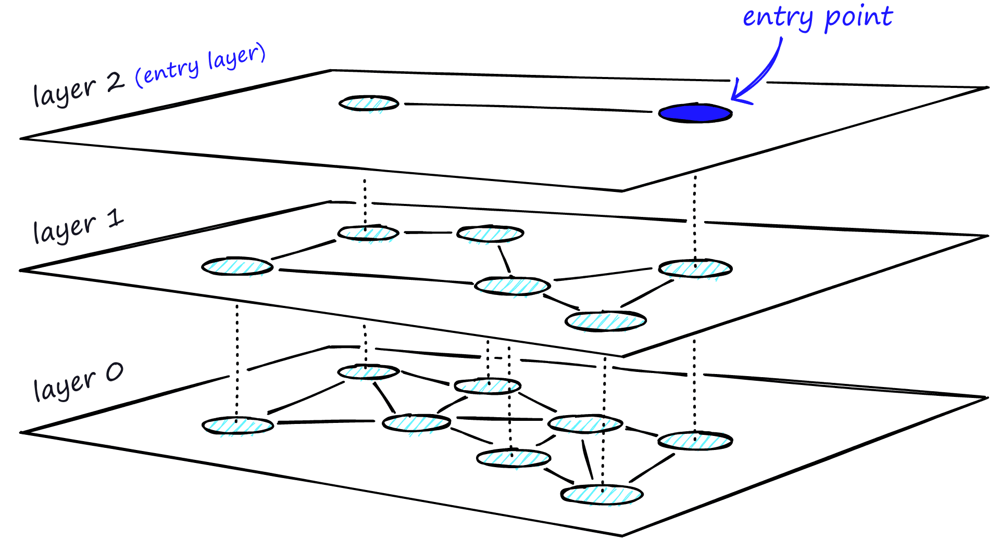 entry point
layer 2 (entry layer)
layer 1
layer 0